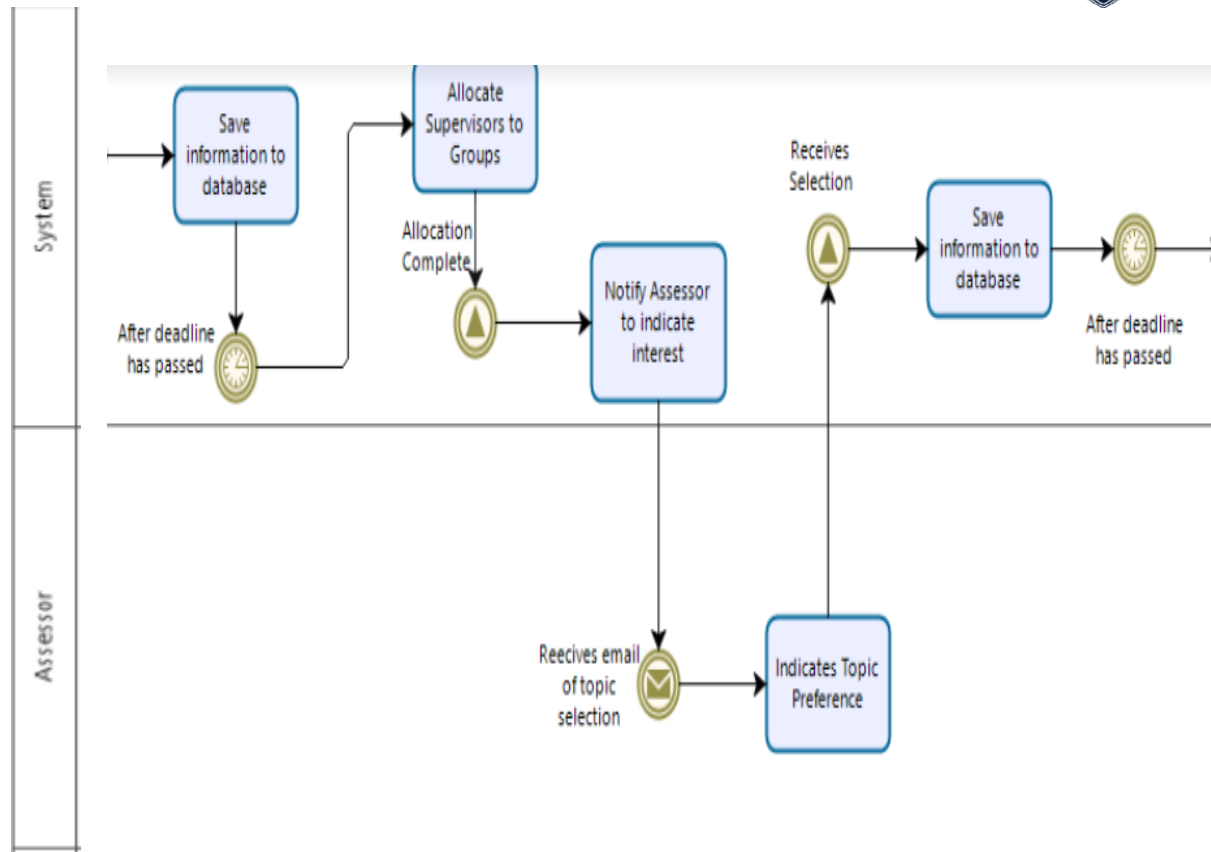 System
Save
information to
database
After deadline
has passed
Allocate
Supervisors to
Groups
Allocation
Complete
Notify Assessor
to indicate
interest
Receives
Selection
Save
information to
database
After deadline
has passed
Assessor
Reecives email
of topic
selection
Indicates Topic
Preference